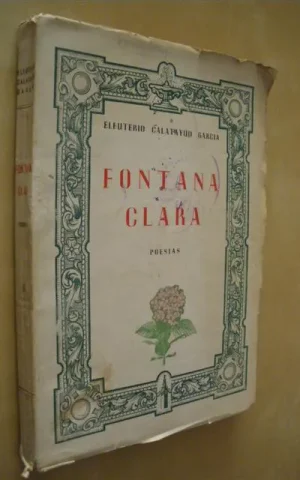 ELEUTERIO CALATAYUD GARCIA
FONTANA
CLARA
POESIAS